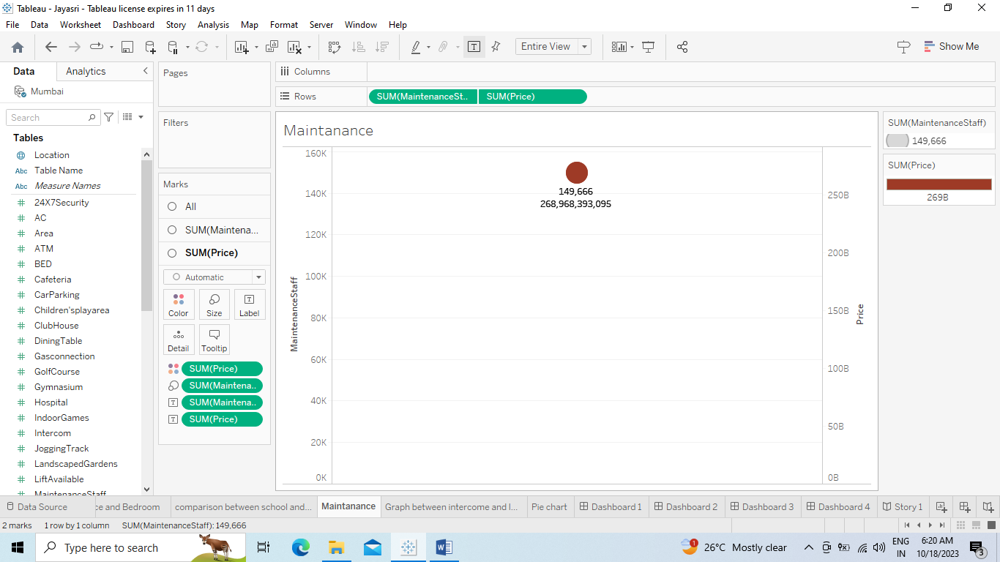 Tableau - Jayasri - Tableau license expires in 11 days
File Data Worksheet Dashboard Story Analysis Map Format Server Window Help
Entire View
Show Me
Data Analytics
Mumbai
Search
Tables
Location
Abc Table Name
Abc Measure Names
24X7Security
AC
Area
ATM
BED
Cafeteria
CarParking
Children'splayarea
ClubHouse
DiningTable
Gasconnection
GolfCourse
Gymnasium
Hospital
IndoorGames
Intercom
JoggingTrack
LandscapedGardens
LiftAvailable
MaintenanceStaff
Pages
Filters
Marks
All
SUM(Maintena...
SUM(Price)
Automatic
Color Size Label
Detail Tooltip
SUM(Price)
SUM(Maintena..
SUM(Maintena..
SUM(Price)
Columns
Rows SUM(MaintenanceSt.. SUM(Price)
Maintanance
160K
140K
120K
100K
80K
60K
40K
20K
0K
MaintenanceStaff
149,666
268,968,393,095
250B
200B
150B
100B
50B
0B
Price
SUM(MaintenanceStaff)
149,666
SUM(Price)
269B
Data Source ce and Bedroom comparison between school and... Maintanance Graph between intercome and l... Pie chart Dashboard 1 Dashboard 2 Dashboard 3 Dashboard 4 Story 1
2 marks 1 row by 1 column SUM(MaintenanceStaff): 149,666
Type here to search
1
26°C Mostly clear
ENG
IN
6:20 AM
10/18/2023
3